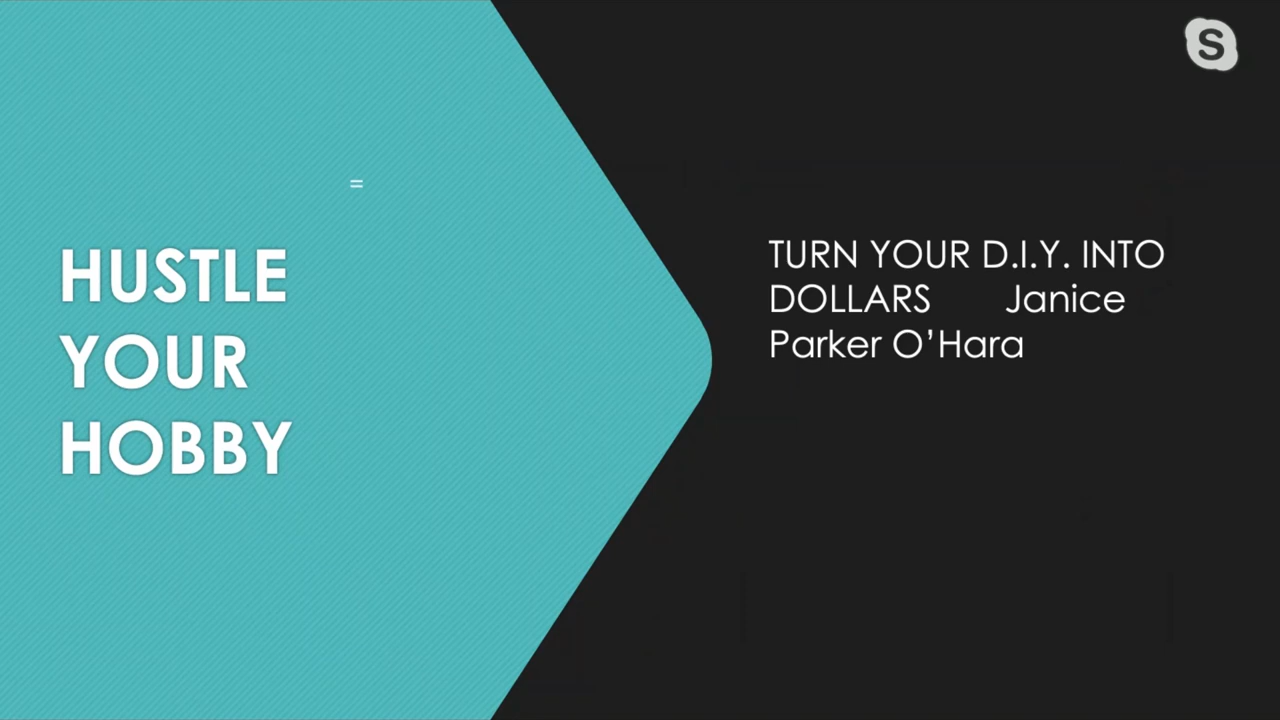 =
HUSTLE
YOUR
HOBBY
TURN YOUR D.I.Y. INTO
DOLLARS Janice
Parker O’Hara
S